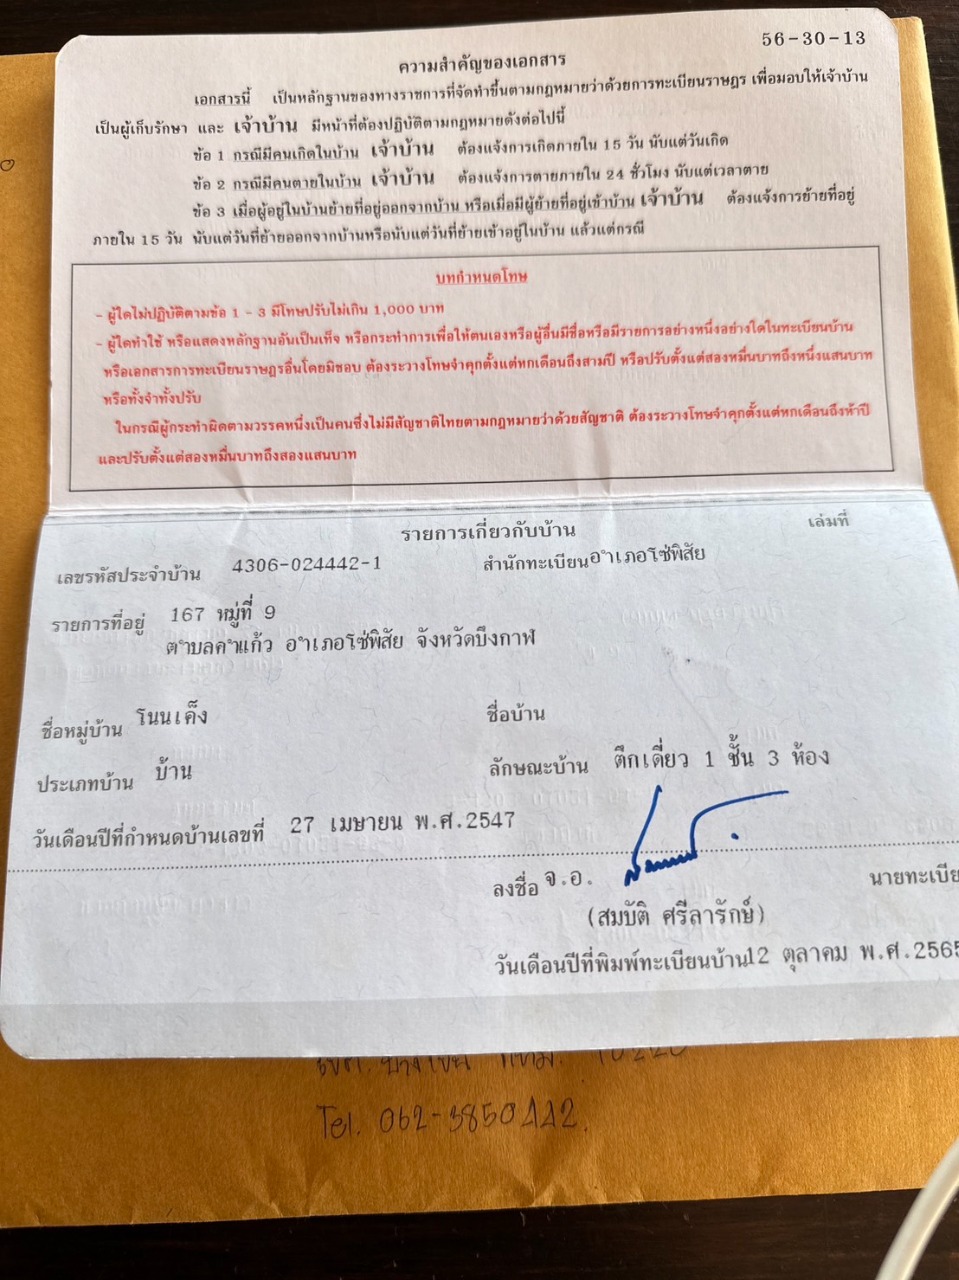 56-30-13
ความสำคัญของเอกสาร
เอกสารนี้ เป็นหลักฐานของทางราชการที่จัดทำขึ้นตามกฎหมายว่าด้วยการทะเบียนราษฎร เพื่อมอบให้เจ้าบ้าน
เป็นผู้เก็บรักษา และ เจ้าบ้าน มีหน้าที่ต้องปฏิบัติตามกฎหมายดังต่อไปนี้
ข้อ 1 กรณีมีคนเกิดในบ้าน เจ้าบ้าน ต้องแจ้งการเกิดภายใน 15 วัน นับแต่วันเกิด
ข้อ 2 กรณีมีคนตายในบ้าน เจ้าบ้าน ต้องแจ้งการตายภายใน 24 ชั่วโมง นับแต่เวลาตาย
ข้อ 3 เมื่อผู้อยู่ในบ้านย้ายที่อยู่ออกจากบ้าน หรือเมื่อมีผู้ย้ายที่อยู่เข้าบ้าน เจ้าบ้าน ต้องแจ้งการย้ายที่อยู่
ภายใน 15 วัน นับแต่วันที่ย้ายออกจากบ้านหรือนับแต่วันที่ย้ายเข้าอยู่ในบ้าน แล้วแต่กรณี
บทกำหนดโทษ
- ผู้ใดไม่ปฏิบัติตามข้อ 1 - 3 มีโทษปรับไม่เกิน 1,000 บาท
- ผู้ใดทำ ใช้ หรือแสดงหลักฐานอันเป็นเท็จ หรือกระทำการเพื่อให้ตนเองหรือผู้อื่นมีชื่อหรือมีรายการอย่างหนึ่งอย่างใดในทะเบียนบ้าน
หรือเอกสารการทะเบียนราษฎรอื่นโดยมิชอบ ต้องระวางโทษจำคุกตั้งแต่หกเดือนถึงสามปี หรือปรับตั้งแต่สองหมื่นบาทถึงหนึ่งแสนบาท
หรือทั้งจำทั้งปรับ
ในกรณีผู้กระทำผิดตามวรรคหนึ่งเป็นคนซึ่งไม่มีสัญชาติไทยตามกฎหมายว่าด้วยสัญชาติ ต้องระวางโทษจำคุกตั้งแต่หกเดือนถึงห้าปี
และปรับตั้งแต่สองหมื่นบาทถึงสองแสนบาท
รายการเกี่ยวกับบ้าน เล่มที่
เลขรหัสประจำบ้าน 4306-024442-1 สำนักทะเบียน อำเภอโซ่พิสัย
รายการที่อยู่ 167 หมู่ที่ 9
ตำบลคำแก้ว อำเภอโซ่พิสัย จังหวัดบึงกาฬ
ชื่อหมู่บ้าน โนนเค็ง ชื่อบ้าน
ประเภทบ้าน บ้าน ลักษณะบ้าน ตึกเดี่ยว 1 ชั้น 3 ห้อง
วันเดือนปีที่กำหนดบ้านเลขที่ 27 เมษายน พ.ศ.2547
ลงชื่อ จ.อ. นายทะเบีย
(สมบัติ ศรีลารักษ์)
วันเดือนปีที่พิมพ์ทะเบียนบ้าน 12 ตุลาคม พ.ศ.2565
Tel. 062-3850442.